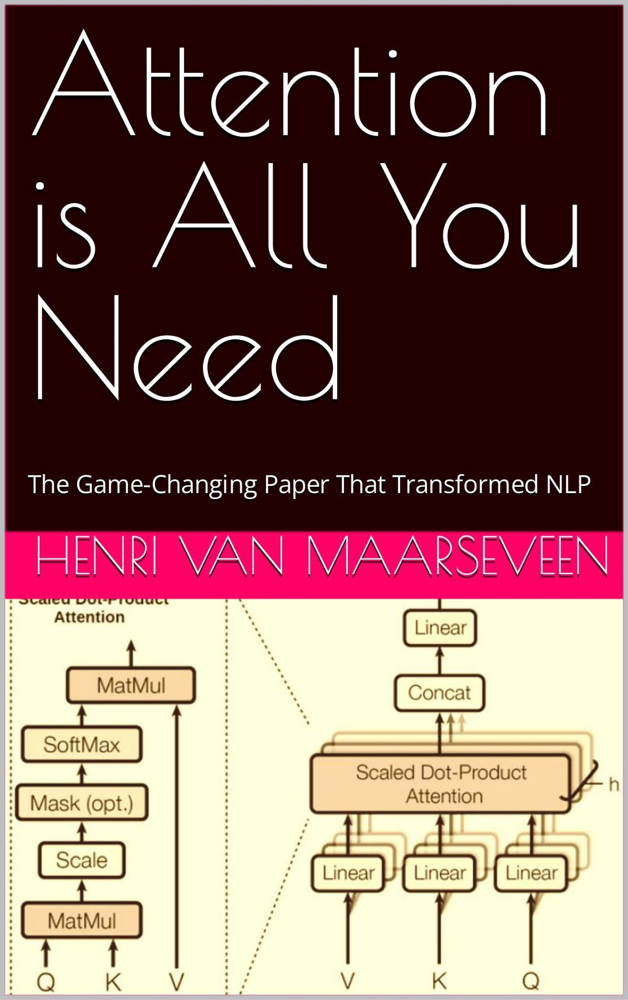 Attention
is All You
Need
The Game-Changing Paper That Transformed NLP
HENRI VAN MAARSEVEEN
Scaled Dot-Product
Attention
MatMul
SoftMax
Mask (opt.)
Scale
MatMul
Q K V
Linear
Concat
Scaled Dot-Product
Attention
h
Linear Linear Linear
V K Q